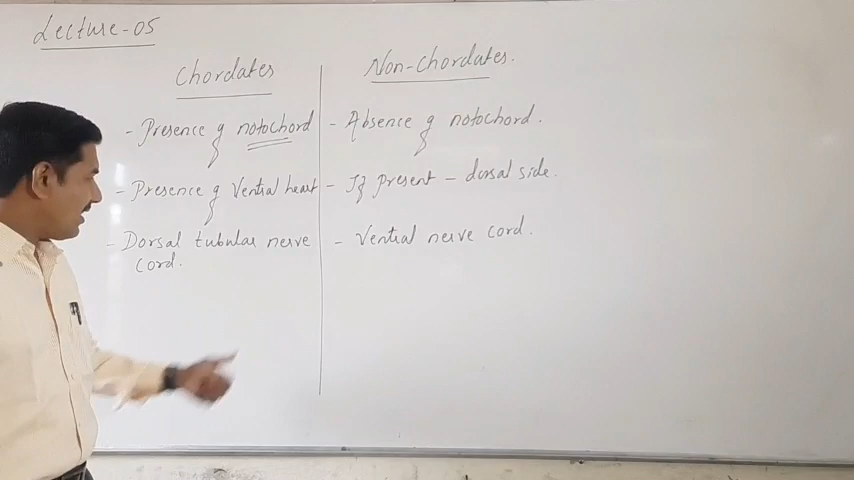 Lecture-05
Chordates
Non-Chordates.
- Presence of notochord
- Absence of notochord.
- Presence of Ventral heart
- If present - dorsal side.
- Dorsal tubular nerve
cord.
- Ventral nerve cord.